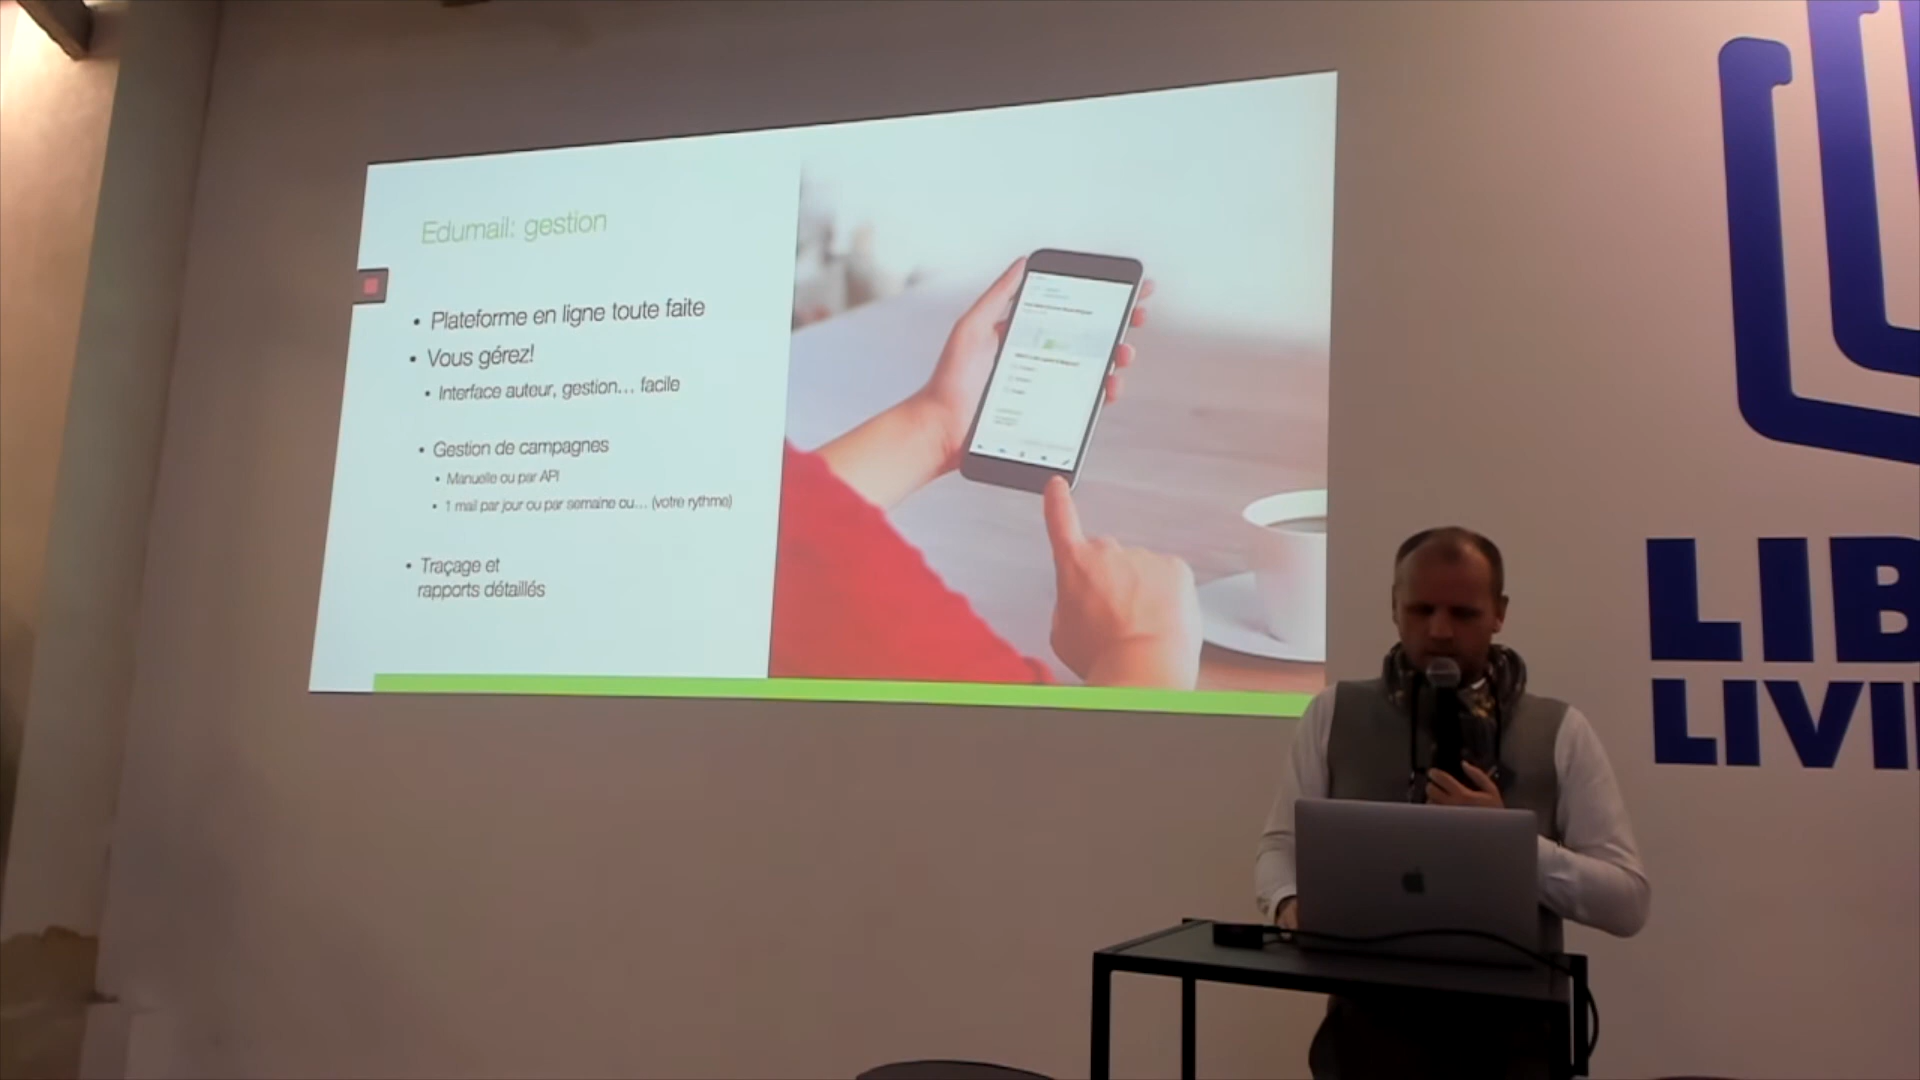 Edumail: gestion
• Plateforme en ligne toute faite
• Vous gérez!
• Interface auteur, gestion... facile
• Gestion de campagnes
• Manuelle ou par API
• 1 mail par jour ou par semaine ou... (votre rythme)
• Traçage et
rapports détaillés
LIB
LIVI